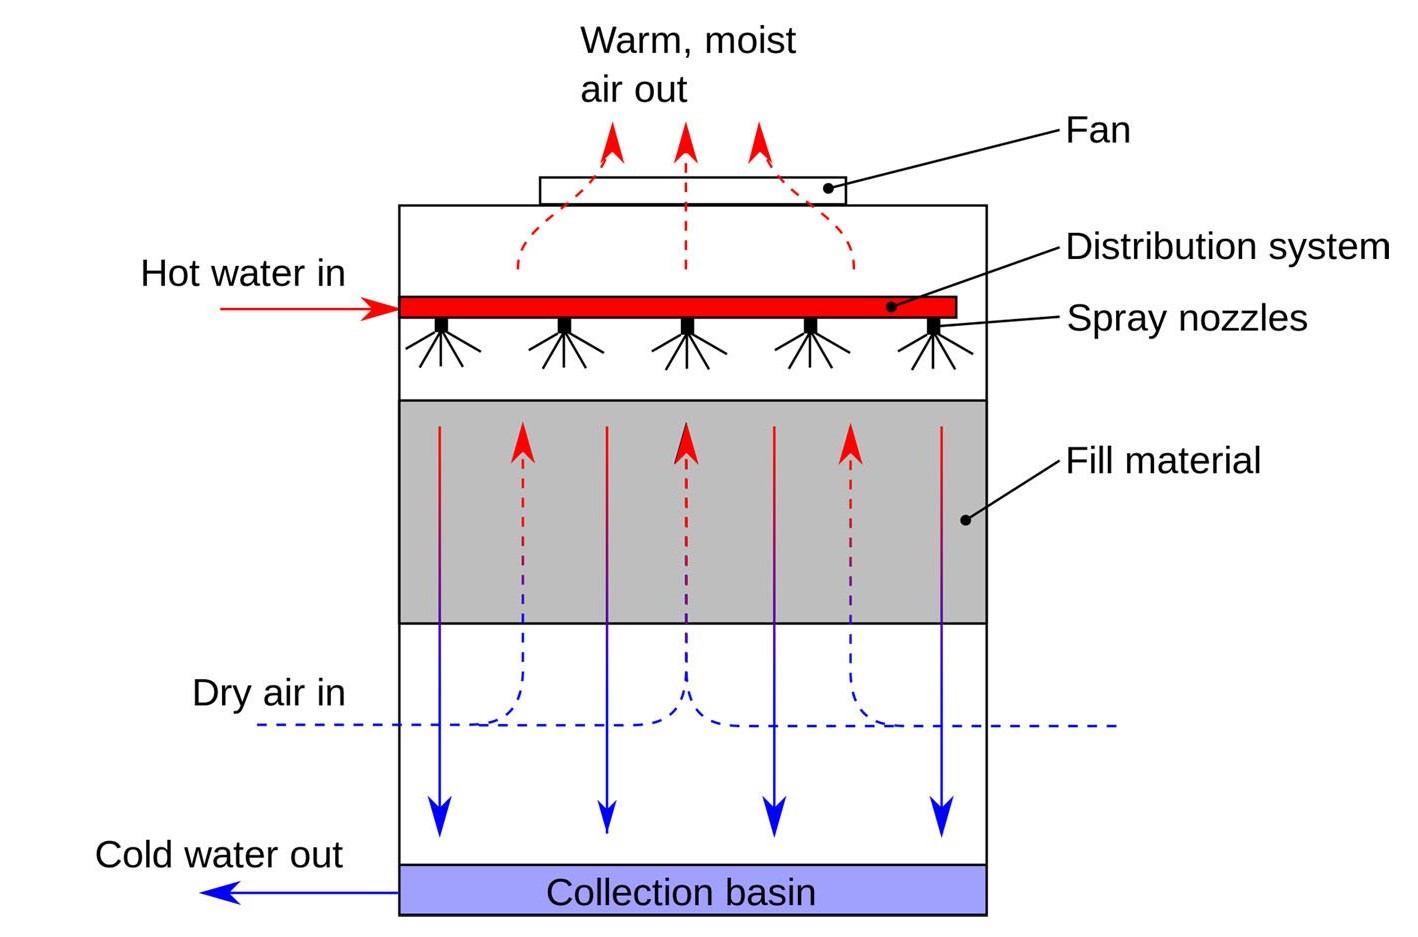 Warm, moist
air out
Fan
Distribution system
Hot water in
Spray nozzles
Fill material
Dry air in
Cold water out
Collection basin